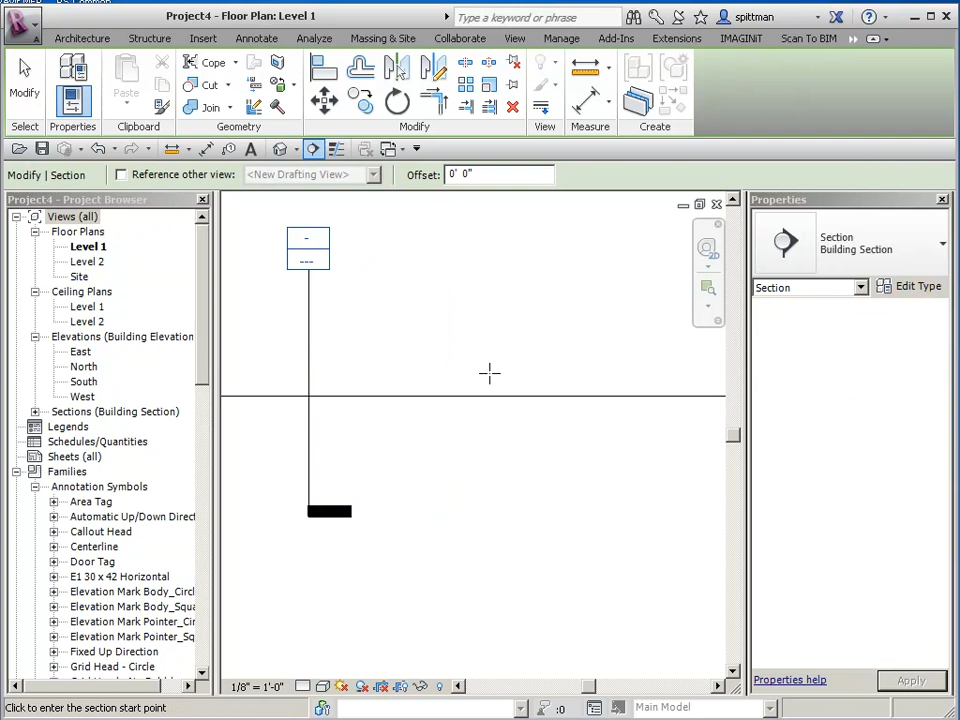 Project4 - Floor Plan: Level 1
Type a keyword or phrase
spittman
Architecture
Structure
Insert
Annotate
Analyze
Massing & Site
Collaborate
View
Manage
Add-Ins
Extensions
IMAGINiT
Scan To BIM
Modify
Paste
Cope
Cut
Join
Select
Properties
Clipboard
Geometry
Modify
View
Measure
Create
Modify | Section
Reference other view:
<New Drafting View>
Offset:
0' 0"
Project4 - Project Browser
Views (all)
Floor Plans
Level 1
Level 2
Site
Ceiling Plans
Level 1
Level 2
Elevations (Building Elevation
East
North
South
West
Sections (Building Section)
Legends
Schedules/Quantities
Sheets (all)
Families
Annotation Symbols
Area Tag
Automatic Up/Down Direct
Callout Head
Centerline
Door Tag
E1 30 x 42 Horizontal
Elevation Mark Body_Circle
Elevation Mark Body_Squa
Elevation Mark Pointer_Cir
Elevation Mark Pointer_Sq
Fixed Up Direction
Grid Head - Circle
-
---
2D
Properties
Section
Building Section
Section
Edit Type
Properties help
Apply
1/8" = 1'-0"
Click to enter the section start point
:0
Main Model